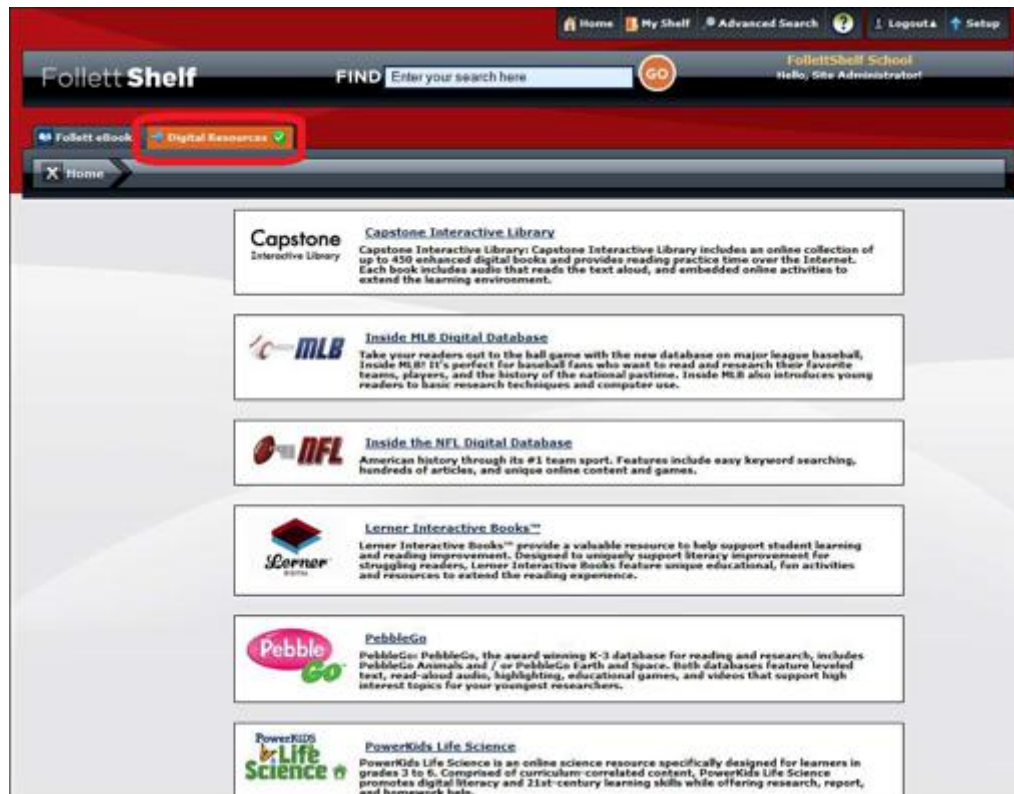 Home My Shelf Advanced Search ? Logout Setup
Follett Shelf FIND Enter your search here GO FollettShelf School
Hello, Site Administrator!
Follett eBook Digital Resources
X Home
Capstone
Interactive Library
Capstone Interactive Library
Capstone Interactive Library: Capstone Interactive Library includes an online collection of
up to 450 enhanced digital books and provides reading practice time over the Internet.
Each book includes audio that reads the text aloud, and embedded online activities to
extend the learning environment.
MLB
Inside MLB Digital Database
Take your readers out to the ball game with the new database on major league baseball,
Inside MLB! It's perfect for baseball fans who want to read and research their favorite
teams, players, and the history of the national pastime. Inside MLB also introduces young
readers to basic research techniques and computer use.
NFL
Inside the NFL Digital Database
American history through its #1 team sport. Features include easy keyword searching,
hundreds of articles, and unique online content and games.
Lerner
DIGITAL
Lerner Interactive Books™
Lerner Interactive Books™ provide a valuable resource to help support student learning
and reading improvement. Designed to uniquely support literacy improvement for
struggling readers, Lerner Interactive Books feature unique educational, fun activities
and resources to extend the reading experience.
Pebble
GO
PebbleGo
PebbleGo: PebbleGo, the award winning K-3 database for reading and research, includes
PebbleGo Animals and / or PebbleGo Earth and Space. Both databases feature leveled
text, read-aloud audio, highlighting, educational games, and videos that support high
interest topics for your youngest researchers.
PowerKIDS
Life
Science
PowerKids Life Science
PowerKids Life Science is an online science resource specifically designed for learners in
grades 3 to 6. Comprised of curriculum-correlated content, PowerKids Life Science
promotes digital literacy and 21st-century learning skills while offering research, report,
and homework help.